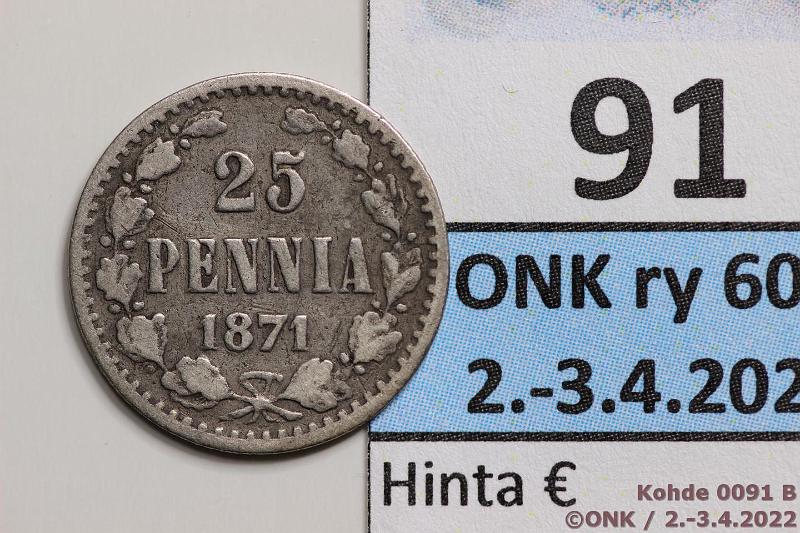 25
PENNIA
1871
91
ONK ry 60
2.-3.4.202
Hinta €
Kohde 0091 B
©ONK / 2.-3.4.2022